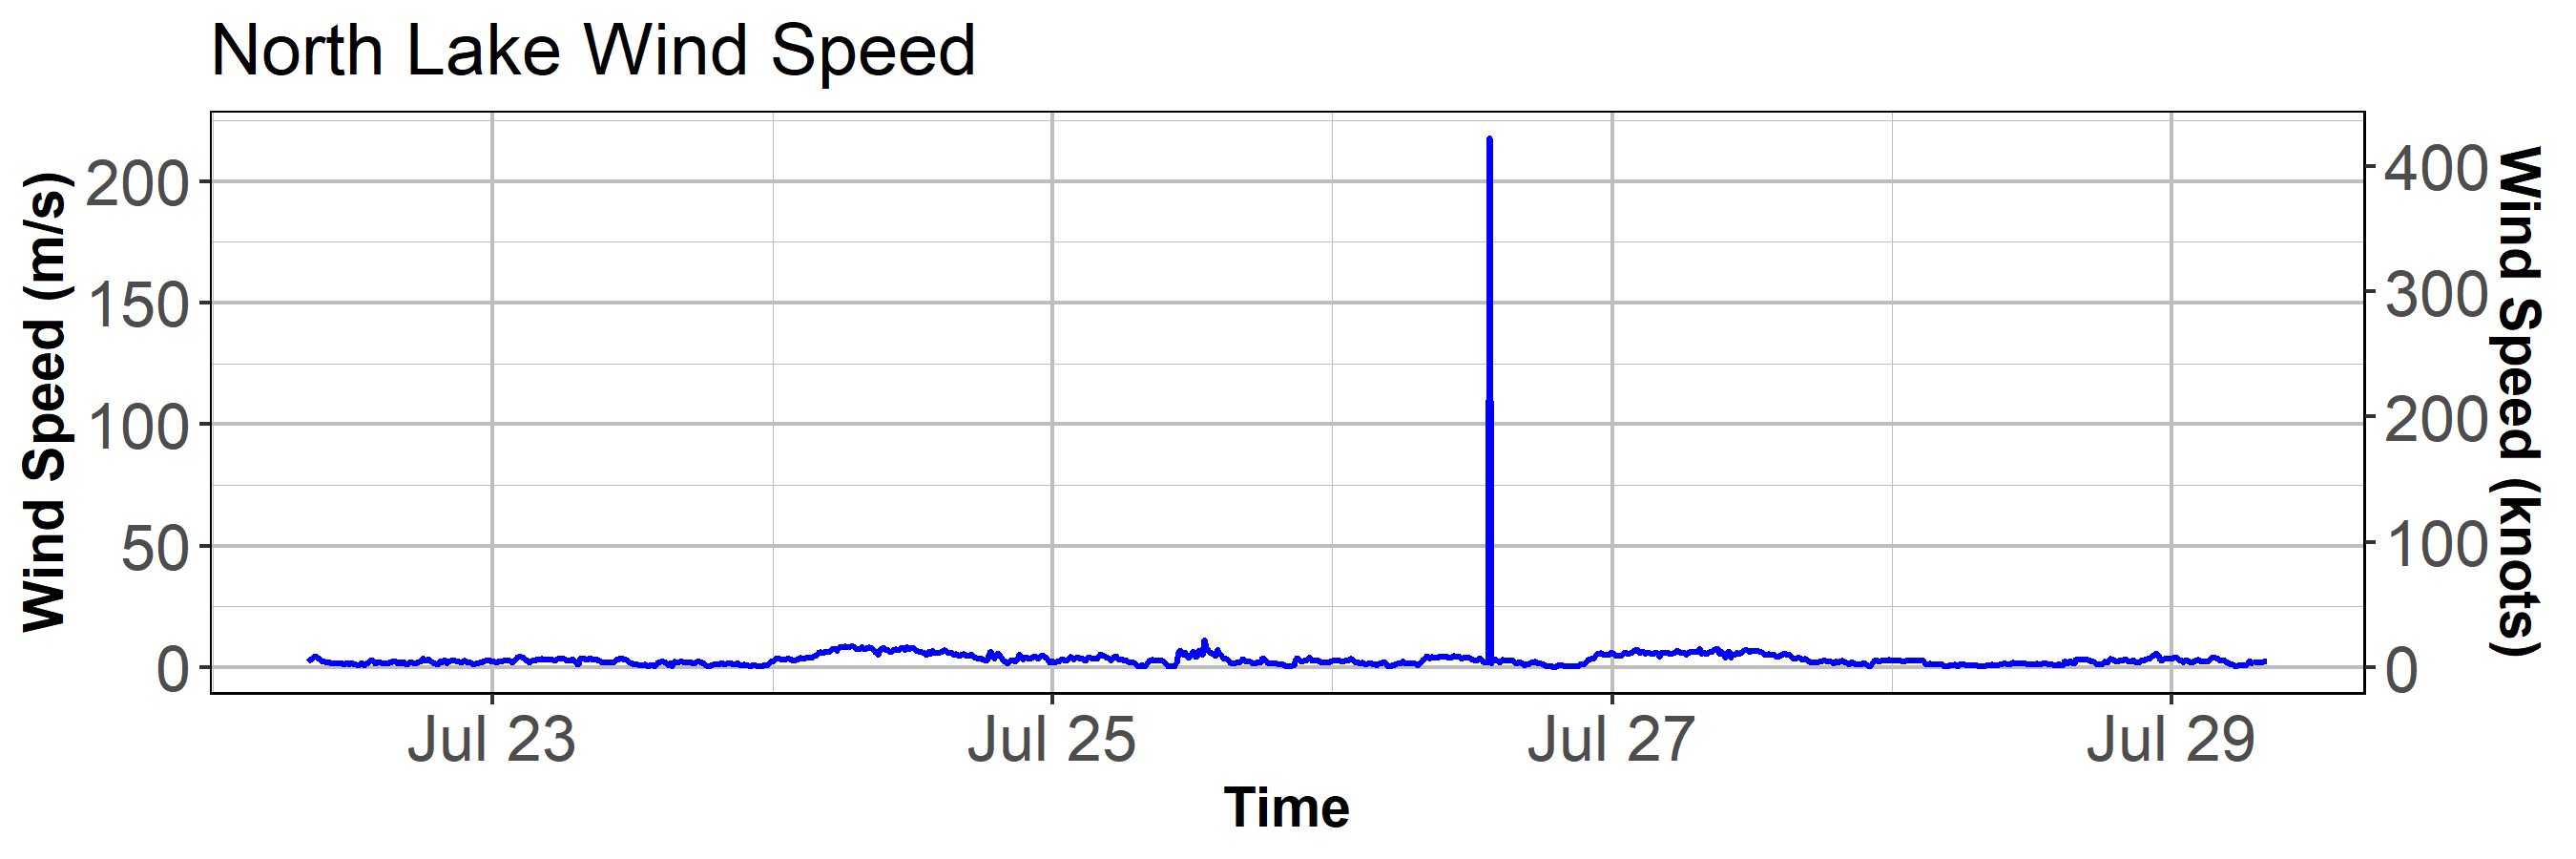 North Lake Wind Speed
Wind Speed (m/s)
200
150
100
50
0
400
300
200
100
0
Wind Speed (knots)
Jul 23 Jul 25 Jul 27 Jul 29
Time